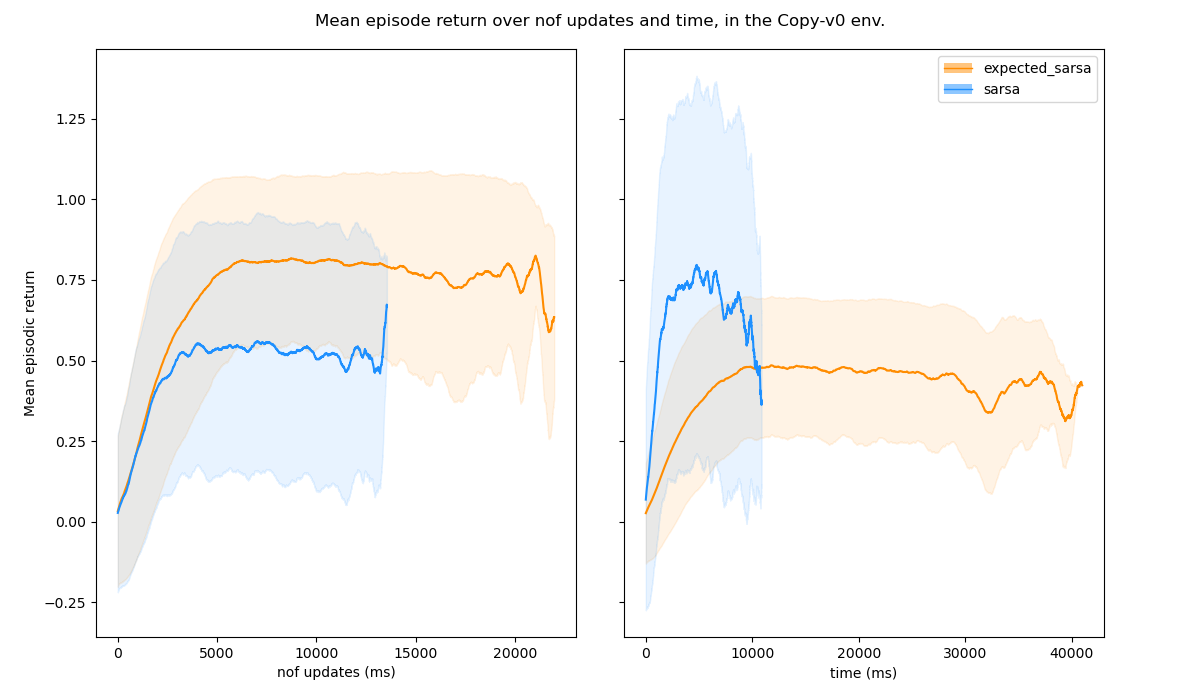 Mean episode return over nof updates and time, in the Copy-v0 env.
Mean episodic return
1.25
1.00
0.75
0.50
0.25
0.00
−0.25
0 5000 10000 15000 20000
nof updates (ms)
expected_sarsa
sarsa
0 10000 20000 30000 40000
time (ms)